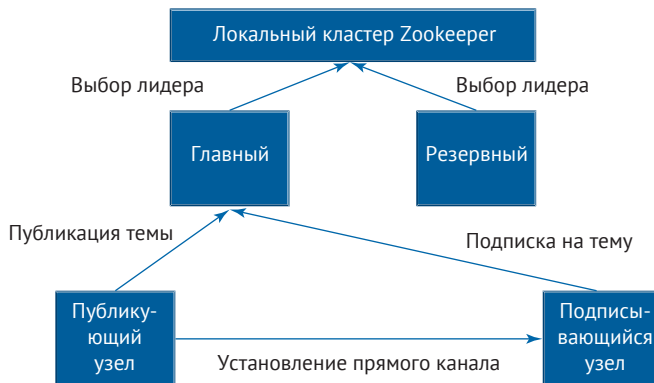 Локальный кластер Zookeeper
Выбор лидера
Выбор лидера
Главный
Резервный
Публикация темы
Подписка на тему
Публику-
ющий
узел
Подписы-
вающийся
узел
Установление прямого канала